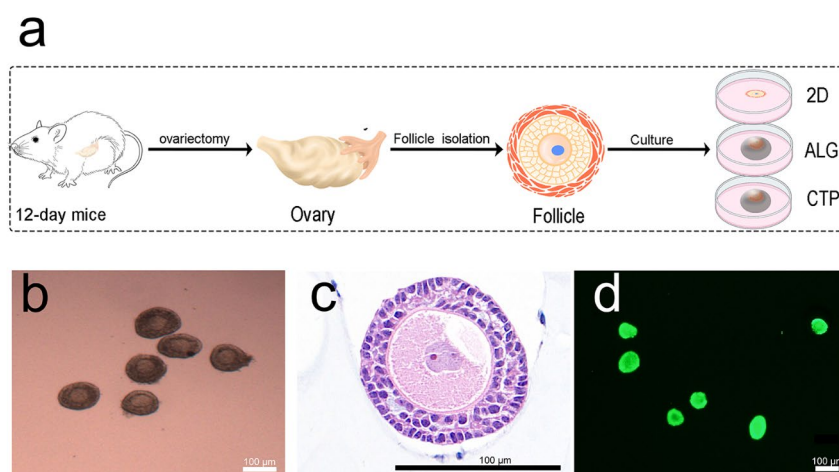 a
ovariectomy
Follicle isolation
Culture
2D
ALG
CTP
12-day mice
Ovary
Follicle
b
c
d
100 μm
100 μm
100 μm